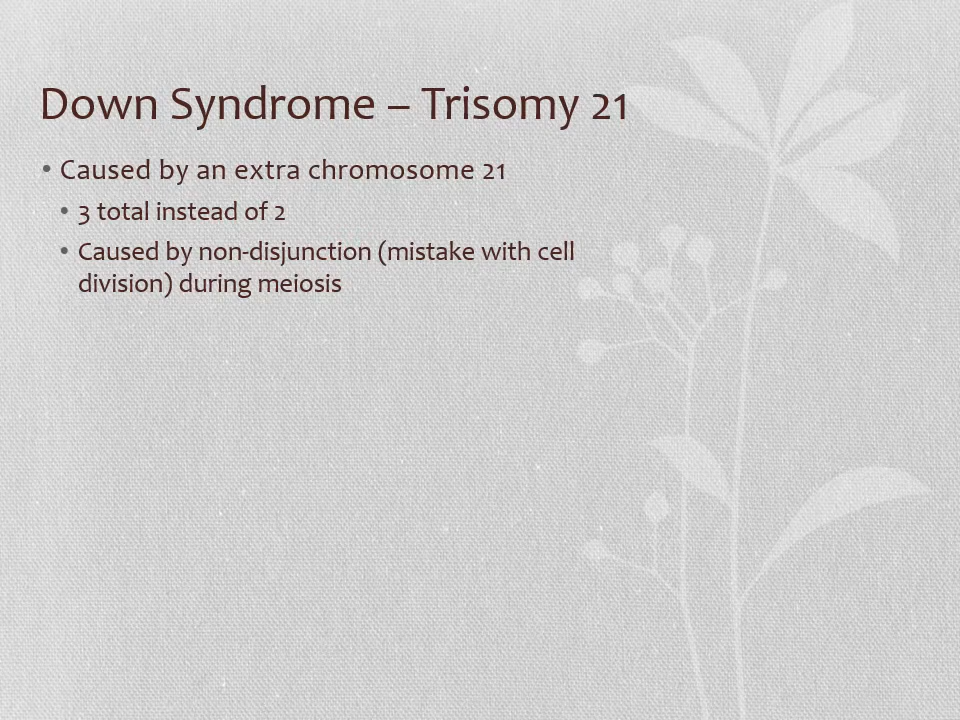 Down Syndrome – Trisomy 21
• Caused by an extra chromosome 21
• 3 total instead of 2
• Caused by non-disjunction (mistake with cell
division) during meiosis